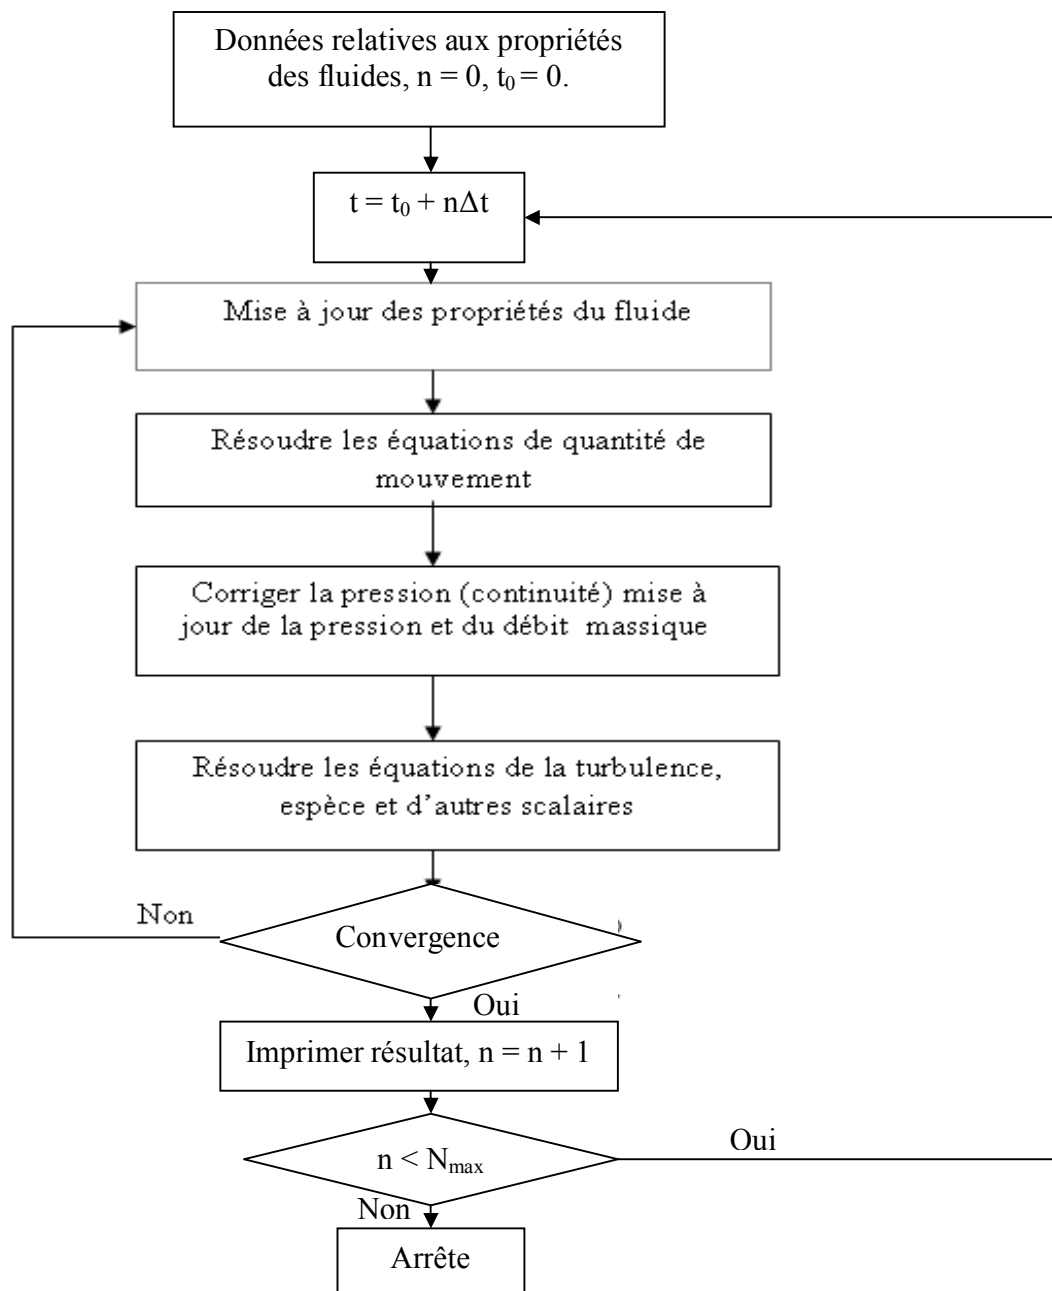 Données relatives aux propriétés
des fluides, n = 0, t₀ = 0.
t = t₀ + nΔt
Mise à jour des propriétés du fluide
Résoudre les équations de quantité de
mouvement
Corriger la pression (continuité) mise à
jour de la pression et du débit massique
Résoudre les équations de la turbulence,
espèce et d’autres scalaires
Non
Convergence
Oui
Imprimer résultat, n = n + 1
Oui
n < Nmax
Non
Arrête